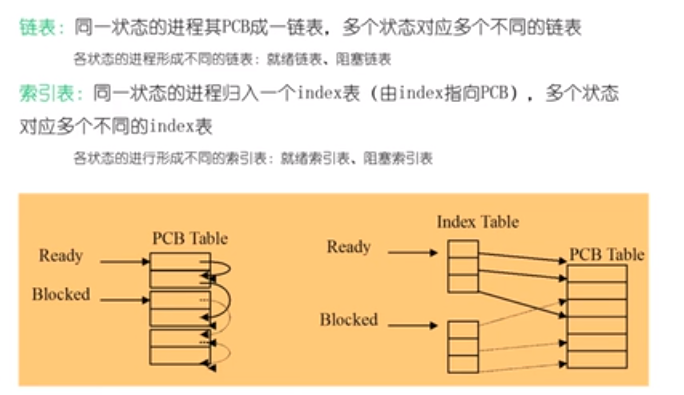 链表：同一状态的进程其PCB成一链表，多个状态对应多个不同的链表
各状态的进程形成不同的链表：就绪链表、阻塞链表
索引表：同一状态的进程归入一个index表（由index指向PCB），多个状态
对应多个不同的index表
各状态的进行形成不同的索引表：就绪索引表、阻塞索引表
PCB Table
Ready
Blocked
Index Table
Ready
PCB Table
Blocked